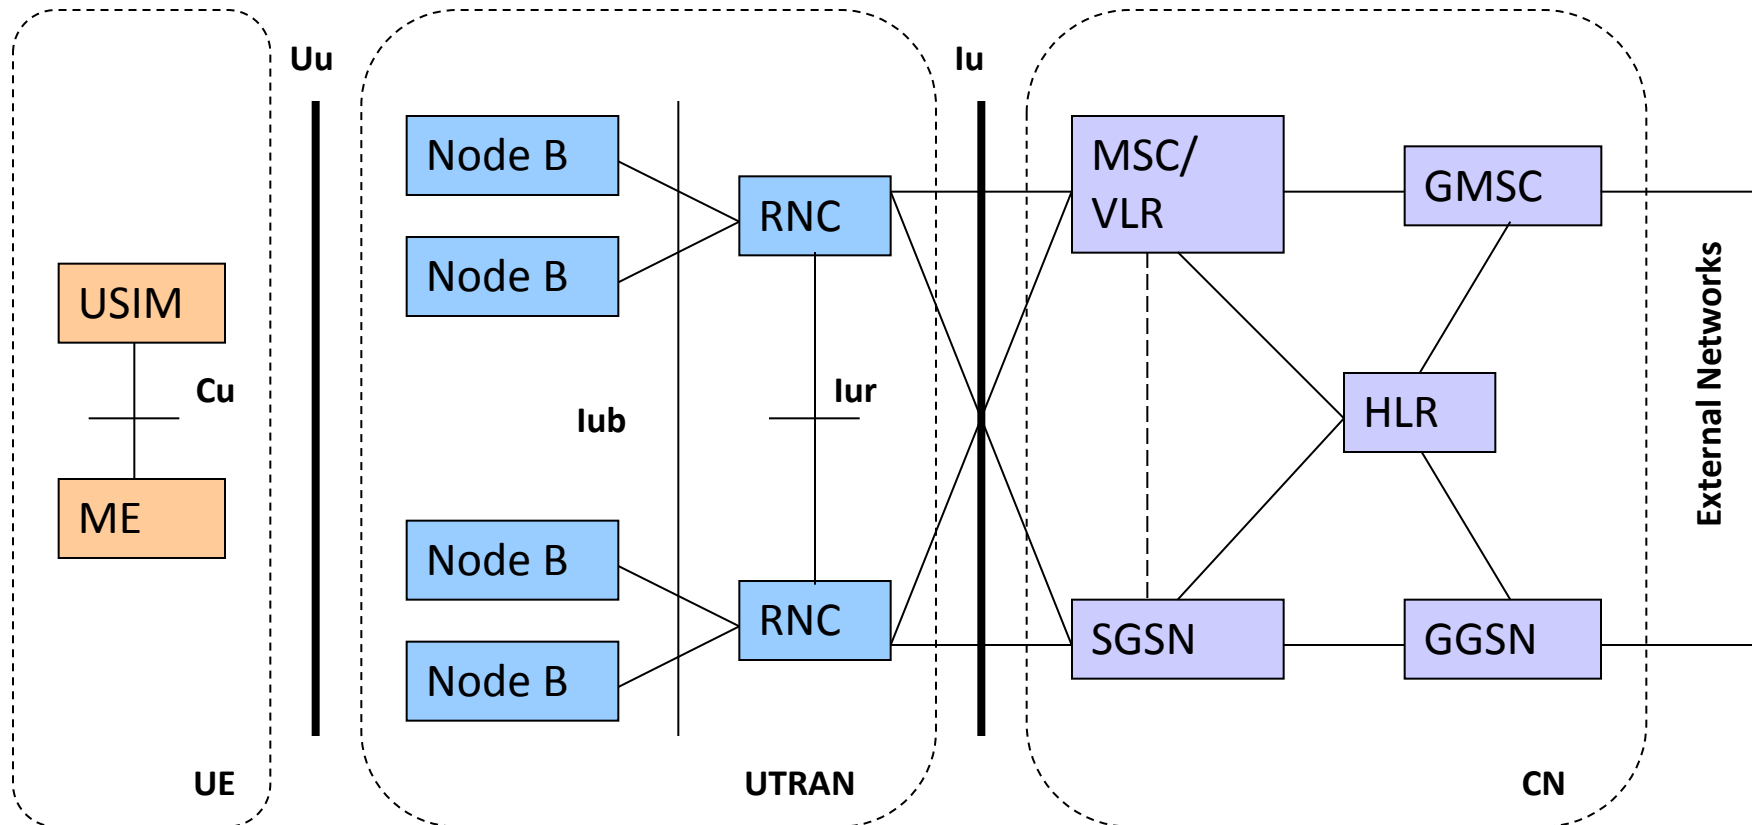 Uu
Iu
Node B
MSC/
VLR
GMSC
RNC
Node B
USIM
Cu
Iub
Iur
HLR
External Networks
ME
Node B
RNC
SGSN
GGSN
Node B
UE
UTRAN
CN